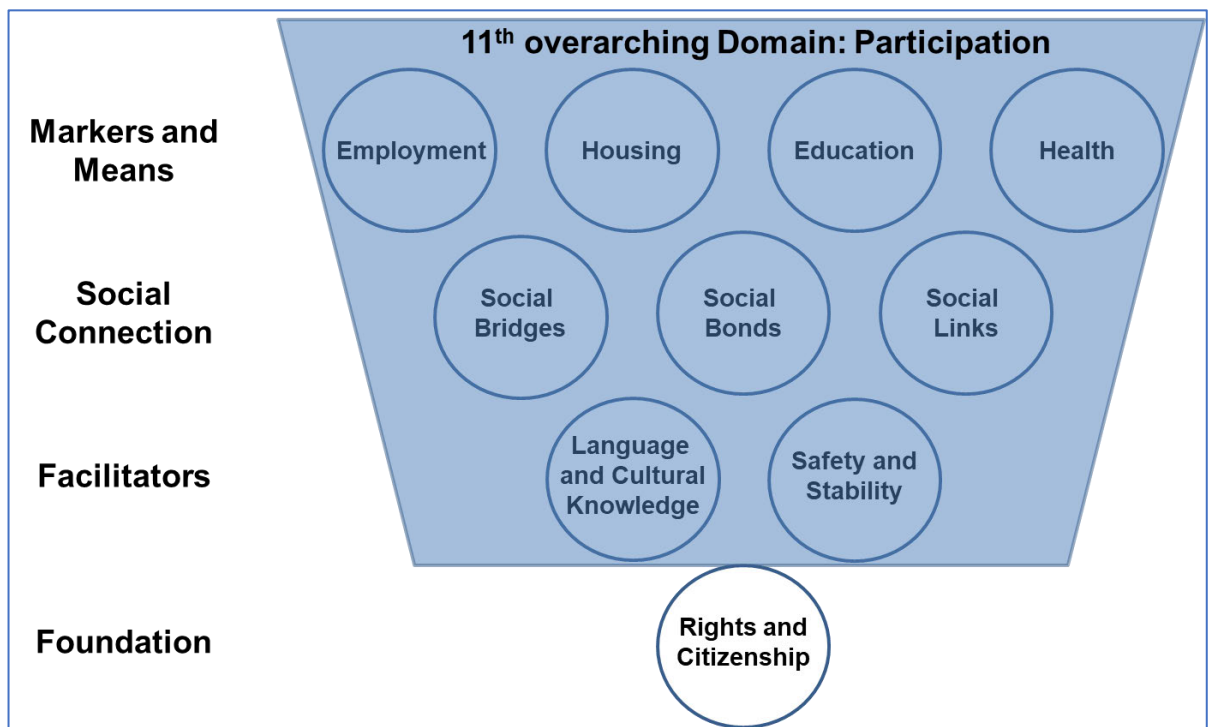 11th overarching Domain: Participation
Markers and
Means
Employment
Housing
Education
Health
Social
Connection
Social
Bridges
Social
Bonds
Social
Links
Facilitators
Language
and Cultural
Knowledge
Safety and
Stability
Foundation
Rights and
Citizenship